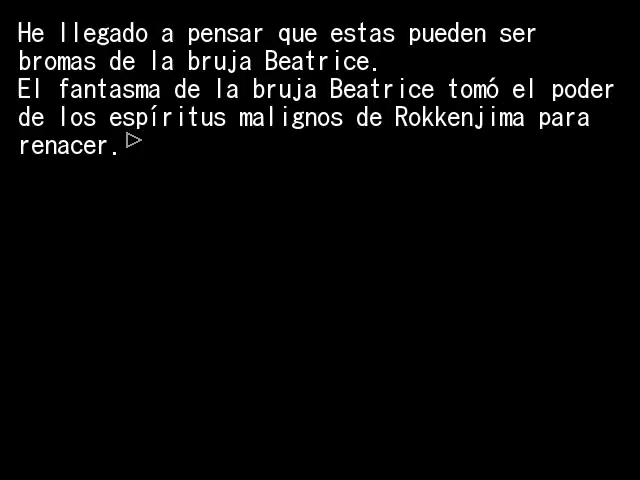 He llegado a pensar que estas pueden ser
bromas de la bruja Beatrice.
El fantasma de la bruja Beatrice tomó el poder
de los espíritus malignos de Rokkenjima para
renacer.